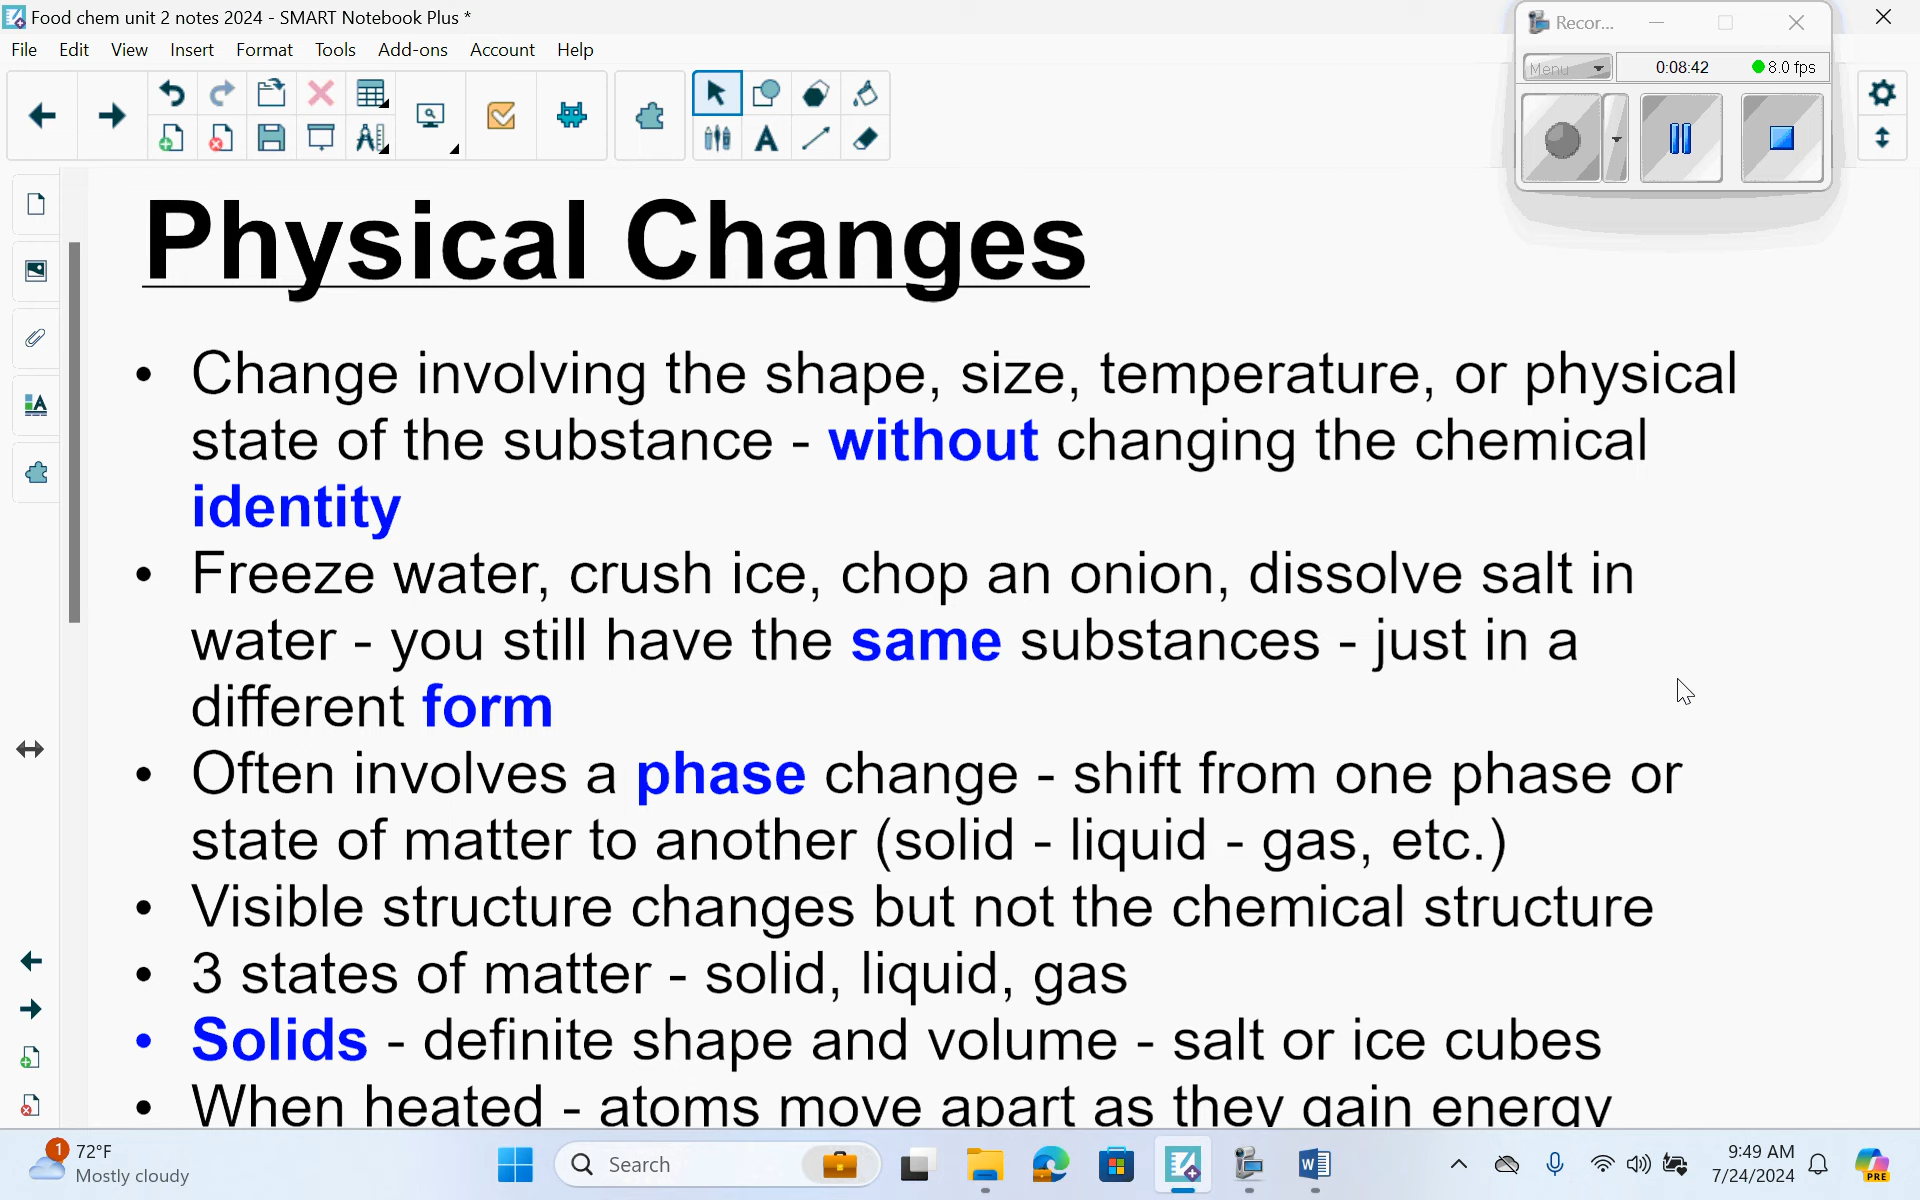 Food chem unit 2 notes 2024 - SMART Notebook Plus *
File Edit View Insert Format Tools Add-ons Account Help
Recor...
Menu 0:08:42 8.0 fps
Physical Changes
• Change involving the shape, size, temperature, or physical
state of the substance - without changing the chemical
identity
• Freeze water, crush ice, chop an onion, dissolve salt in
water - you still have the same substances - just in a
different form
• Often involves a phase change - shift from one phase or
state of matter to another (solid - liquid - gas, etc.)
• Visible structure changes but not the chemical structure
• 3 states of matter - solid, liquid, gas
• Solids - definite shape and volume - salt or ice cubes
• When heated - atoms move apart as they gain energy
1
72°F
Mostly cloudy
Search
9:49 AM
7/24/2024
PRE